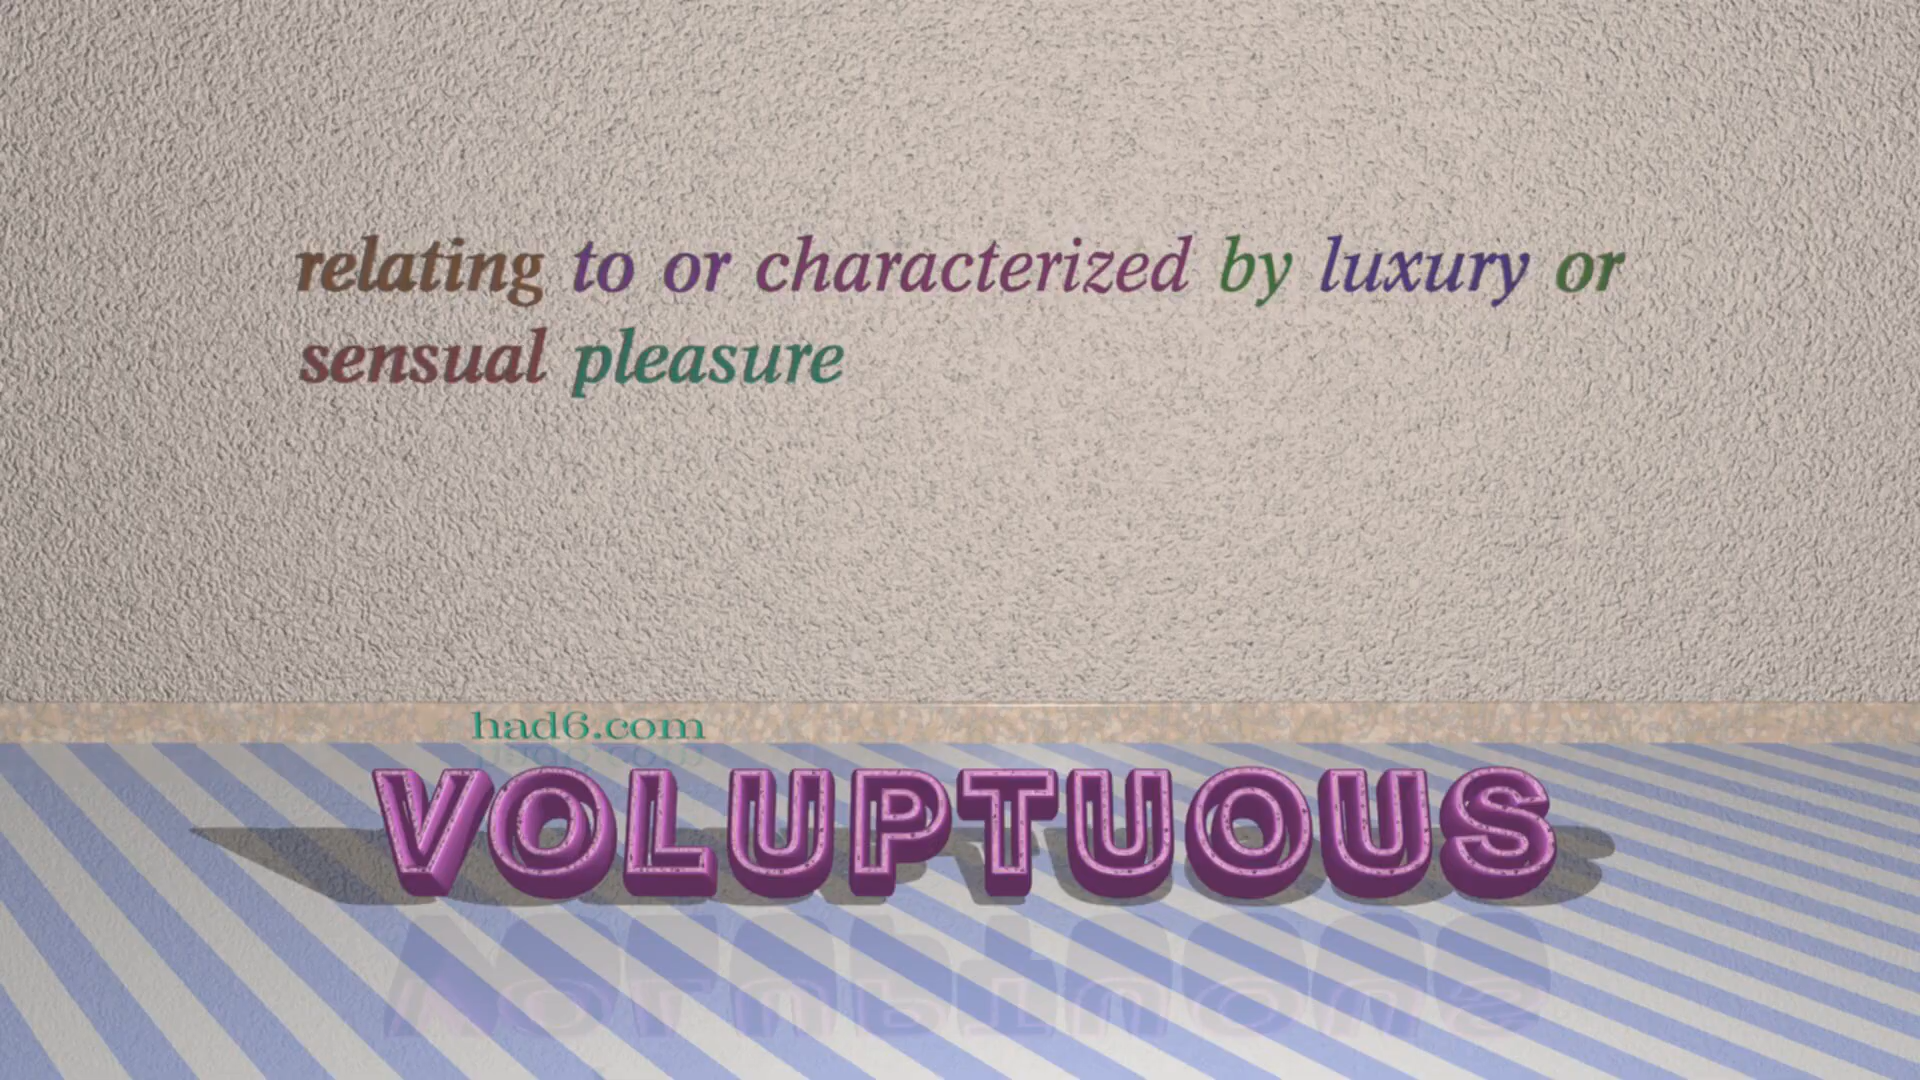 relating to or characterized by luxury or
sensual pleasure
had6.com
VOLUPTUOUS